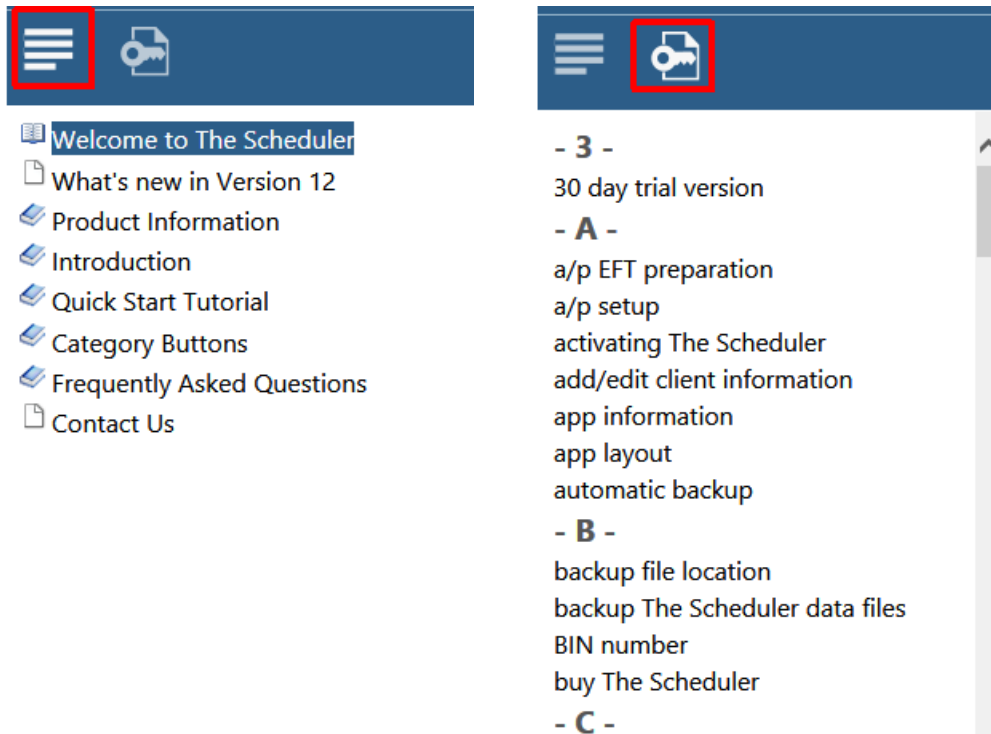 Welcome to The Scheduler
What's new in Version 12
Product Information
Introduction
Quick Start Tutorial
Category Buttons
Frequently Asked Questions
Contact Us
- 3 -
30 day trial version
- A -
a/p EFT preparation
a/p setup
activating The Scheduler
add/edit client information
app information
app layout
automatic backup
- B -
backup file location
backup The Scheduler data files
BIN number
buy The Scheduler
- C -